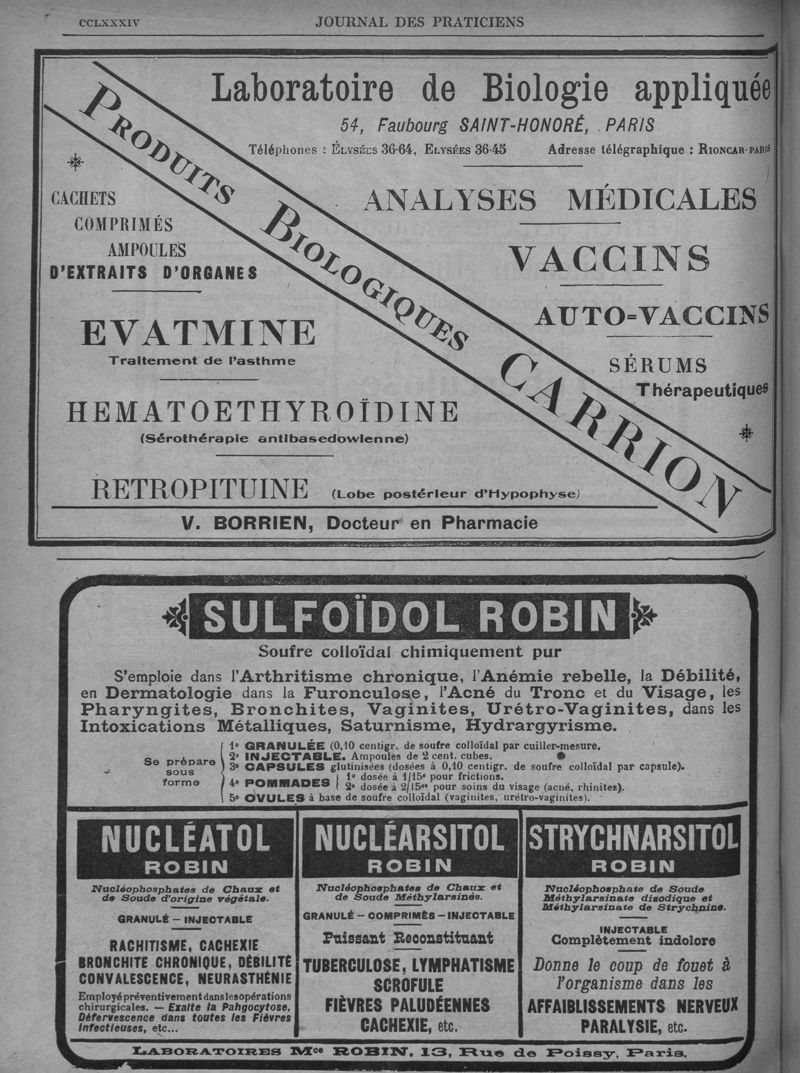 CCLXXXIV
JOURNAL DES PRATICIENS
Laboratoire de Biologie appliquée
54, Faubourg SAINT-HONORÉ, PARIS
Téléphones : ÉLYSÉES 36-64, ELYSÉES 36-45
Adresse télégraphique : RIONCAR-PARIS
PRODUITS BIOLOGIQUES CARRION
CACHETS
COMPRIMÉS
AMPOULES
D'EXTRAITS D'ORGANES
EVATMINE
Traitement de l'asthme
HEMATOETHYROÏDINE
(Sérothérapie antibasedowienne)
RETROPITUINE (Lobe postérieur d'Hypophyse)
ANALYSES MÉDICALES
VACCINS
AUTO-VACCINS
SÉRUMS
Thérapeutiques
V. BORRIEN, Docteur en Pharmacie
SULFOÏDOL ROBIN
Soufre colloïdal chimiquement pur
S'emploie dans l'Arthritisme chronique, l'Anémie rebelle, la Débilité,
en Dermatologie dans la Furonculose, l'Acné du Tronc et du Visage, les
Pharyngites, Bronchites, Vaginites, Urétro-Vaginites, dans les
Intoxications Métalliques, Saturnisme, Hydrargyrisme.
Se prépare
sous
forme
1° GRANULÉE (0,10 centigr. de soufre colloïdal par cuiller-mesure,
2° INJECTABLE. Ampoules de 2 cent. cubes.
3° CAPSULES glutinisées (dosées à 0,10 centigr. de soufre colloïdal par capsule).
4° POMMADES
1° dosée à 1/15e pour frictions.
2° dosée à 2/15es pour soins du visage (acné, rhinites).
5° OVULES à base de soufre colloïdal (vaginites, urétro-vaginites).
NUCLÉATOL
ROBIN
Nucléophosphates de Chaux et
de Soude d'origine végétale.
GRANULÉ – INJECTABLE
RACHITISME, CACHEXIE
BRONCHITE CHRONIQUE, DÉBILITÉ
CONVALESCENCE, NEURASTHÉNIE
Employé préventivement dans les opérations
chirurgicales. — Exalte la Pahgocytose,
Défervescence dans toutes les Fièvres
infectieuses, etc...
NUCLÉARSITOL
ROBIN
Nucléophosphates de Chaux et
de Soude Méthylarsinés.
GRANULÉ – COMPRIMÉS – INJECTABLE
Puissant Reconstituant
TUBERCULOSE, LYMPHATISME
SCROFULE
FIÈVRES PALUDÉENNES
CACHEXIE, etc.
STRYCHNARSITOL
ROBIN
Nucléophosphate de Soude
Méthylarsinate disodique et
Méthylarsinate de Strychnine.
INJECTABLE
Complètement indolore
Donne le coup de fouet à
l'organisme dans les
AFFAIBLISSEMENTS NERVEUX
PARALYSIE, etc.
LABORATOIRES Mce ROBIN, 13, Rue de Poissy, Paris.